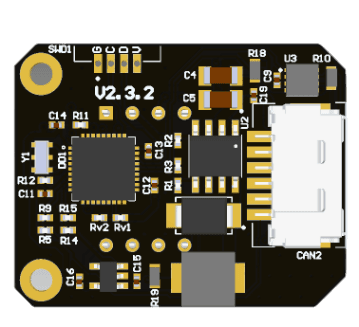 SWD1
G C D V
V2.3.2
C4
R18
C9
U3
R10
C5
C19
C14 R11
U2
Y1
DD1
C13
R2
R3
R12
C11
C12
R1
R9 R15
R5 R14
Rv2 Rv1
C16
C15
R19
CAN2